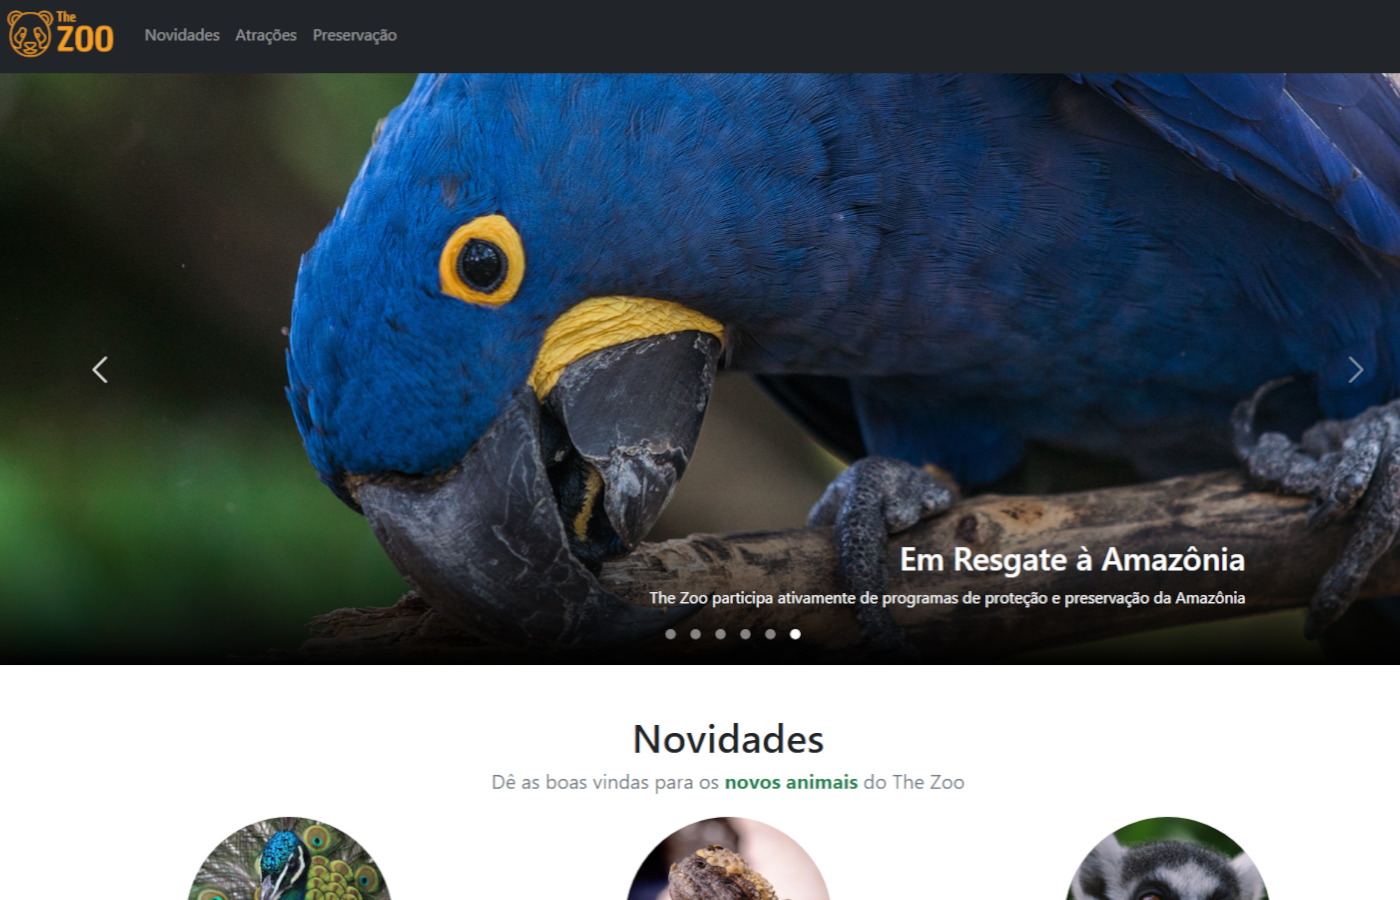 The
ZOO
Novidades Atrações Preservação
Em Resgate à Amazônia
The Zoo participa ativamente de programas de proteção e preservação da Amazônia
Novidades
Dê as boas vindas para os novos animais do The Zoo